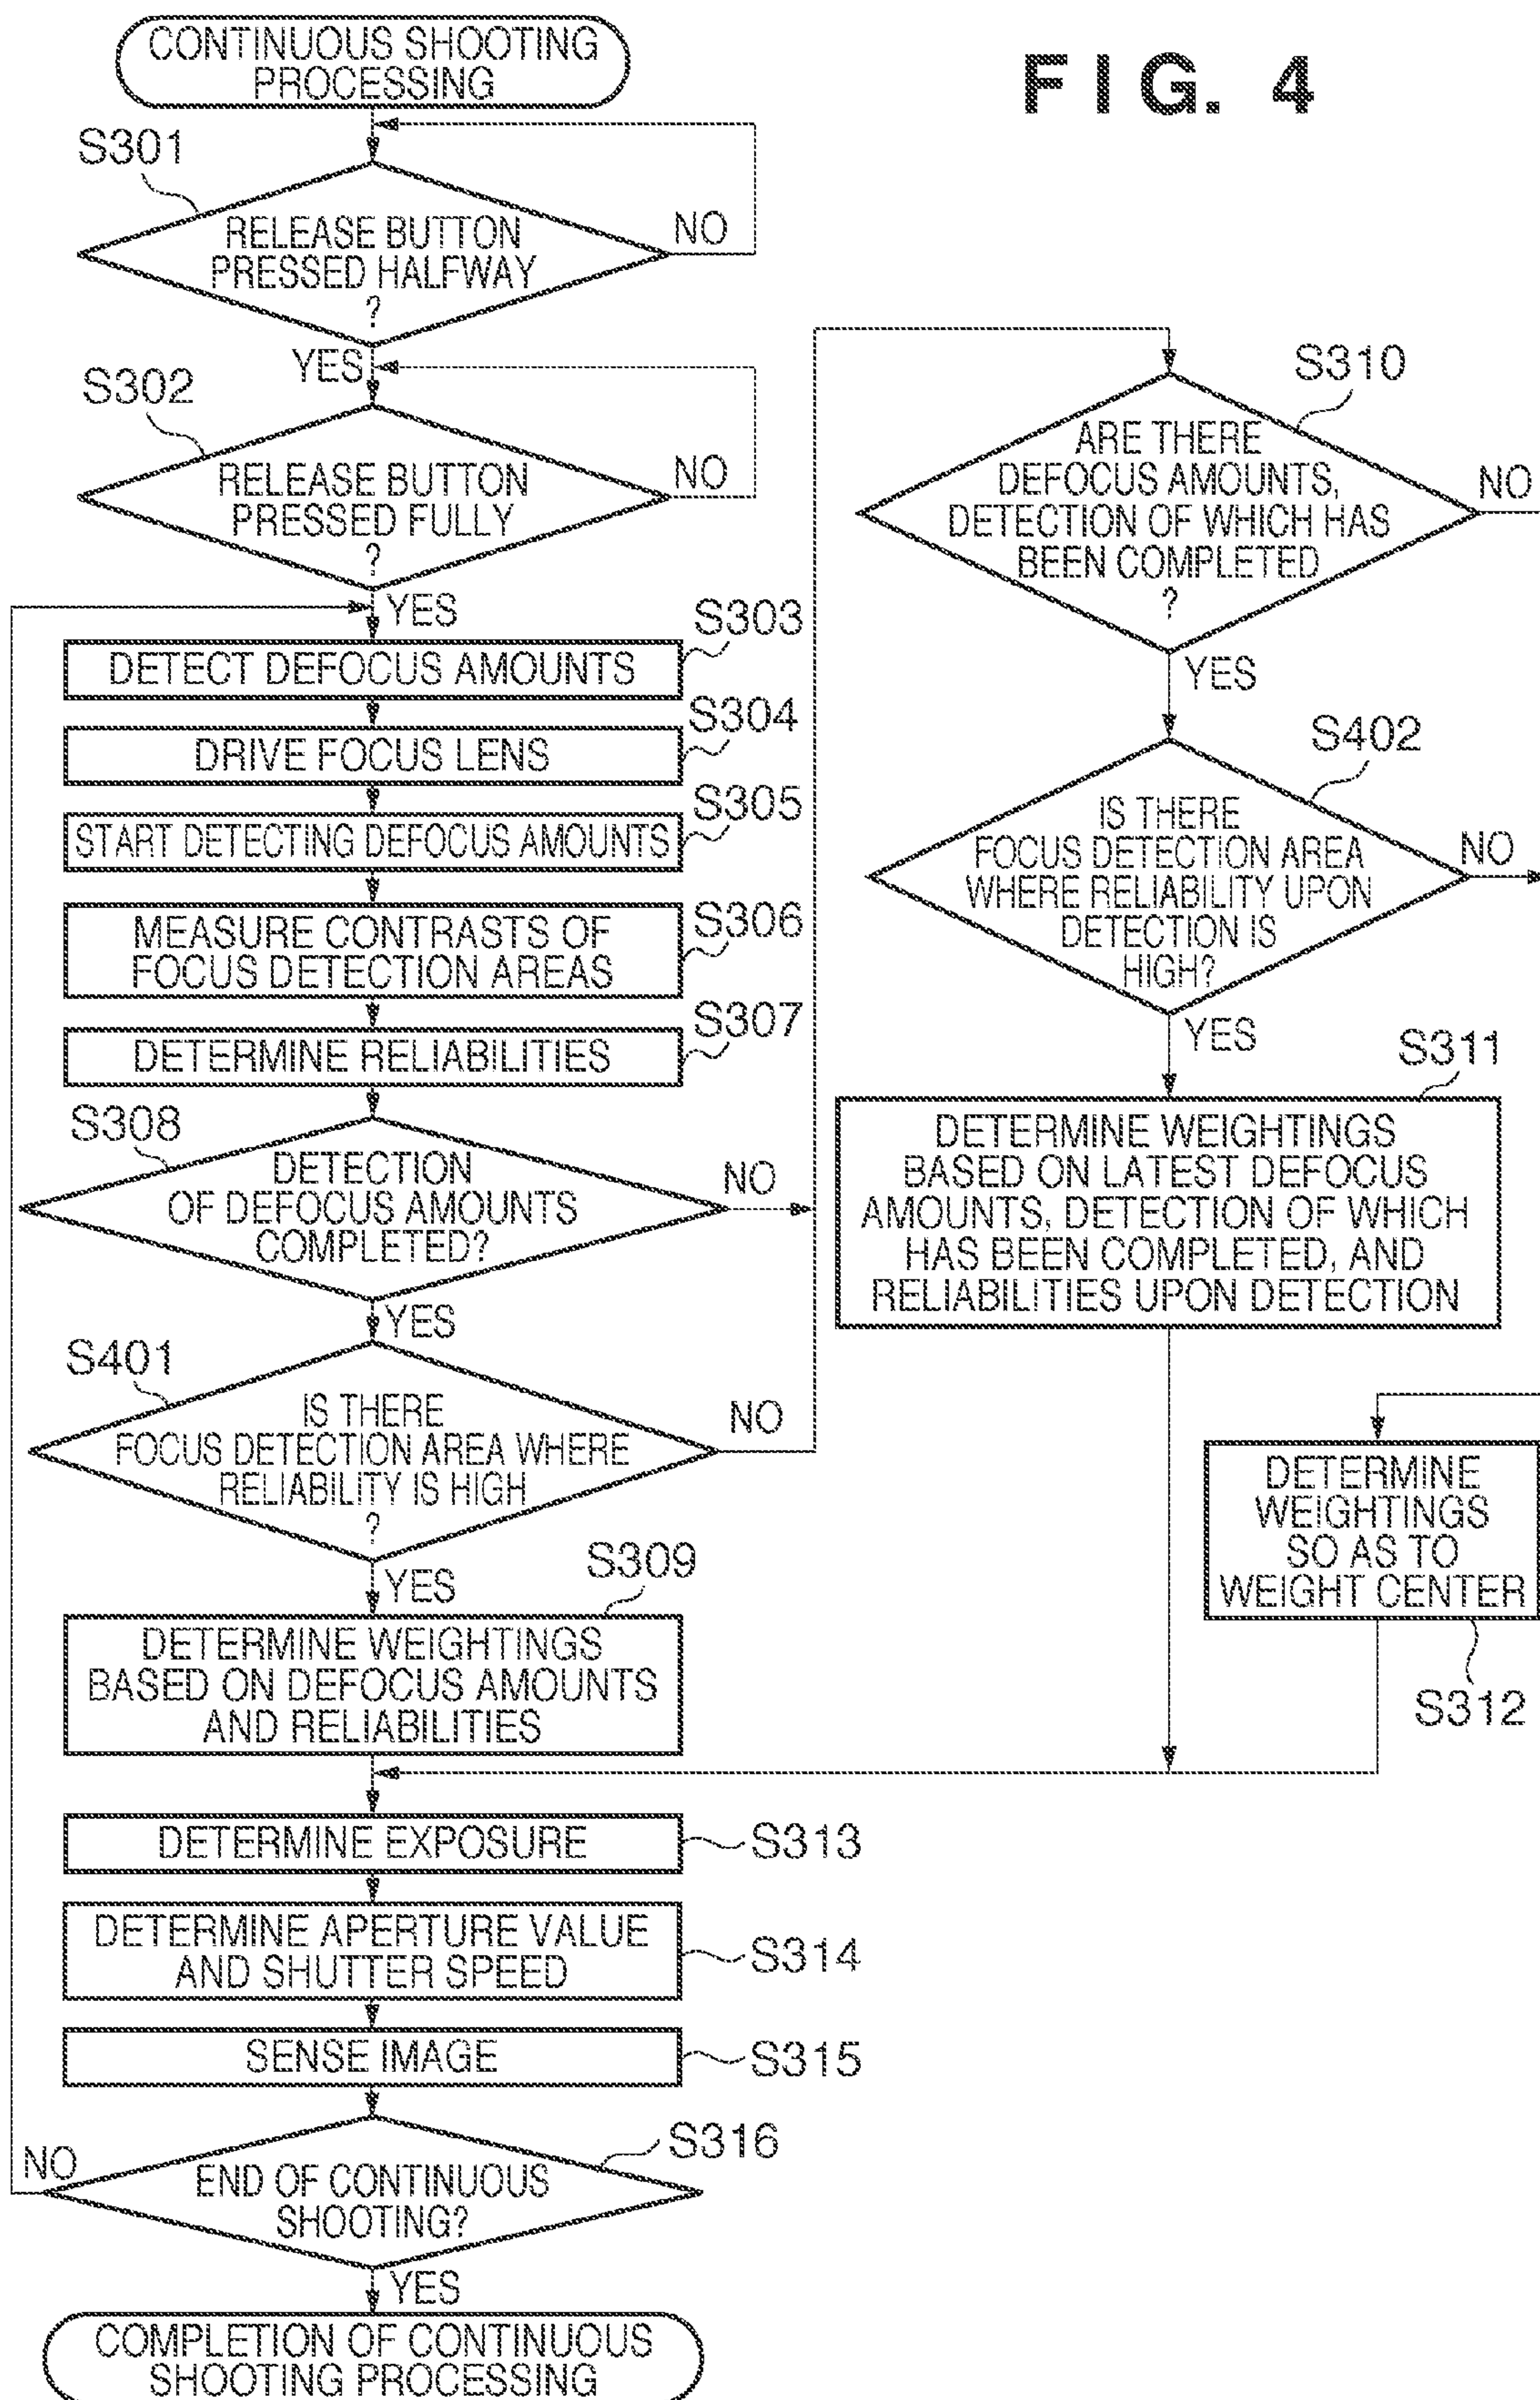 FIG. 4
CONTINUOUS SHOOTING
PROCESSING
S301
RELEASE BUTTON
PRESSED HALFWAY
?
NO
YES
S302
RELEASE BUTTON
PRESSED FULLY
?
NO
YES
S303
DETECT DEFOCUS AMOUNTS
S304
DRIVE FOCUS LENS
S305
START DETECTING DEFOCUS AMOUNTS
S306
MEASURE CONTRASTS OF
FOCUS DETECTION AREAS
S307
DETERMINE RELIABILITIES
S308
DETECTION
OF DEFOCUS AMOUNTS
COMPLETED?
NO
YES
S401
IS THERE
FOCUS DETECTION AREA WHERE
RELIABILITY IS HIGH
?
NO
YES
S309
DETERMINE WEIGHTINGS
BASED ON DEFOCUS AMOUNTS
AND RELIABILITIES
S310
ARE THERE
DEFOCUS AMOUNTS,
DETECTION OF WHICH HAS
BEEN COMPLETED
?
NO
YES
S402
IS THERE
FOCUS DETECTION AREA
WHERE RELIABILITY UPON
DETECTION IS
HIGH?
NO
YES
S311
DETERMINE WEIGHTINGS
BASED ON LATEST DEFOCUS
AMOUNTS, DETECTION OF WHICH
HAS BEEN COMPLETED, AND
RELIABILITIES UPON DETECTION
DETERMINE
WEIGHTINGS
SO AS TO
WEIGHT CENTER
S312
DETERMINE EXPOSURE
S313
DETERMINE APERTURE VALUE
AND SHUTTER SPEED
S314
SENSE IMAGE
S315
S316
END OF CONTINUOUS
SHOOTING?
NO
YES
COMPLETION OF CONTINUOUS
SHOOTING PROCESSING